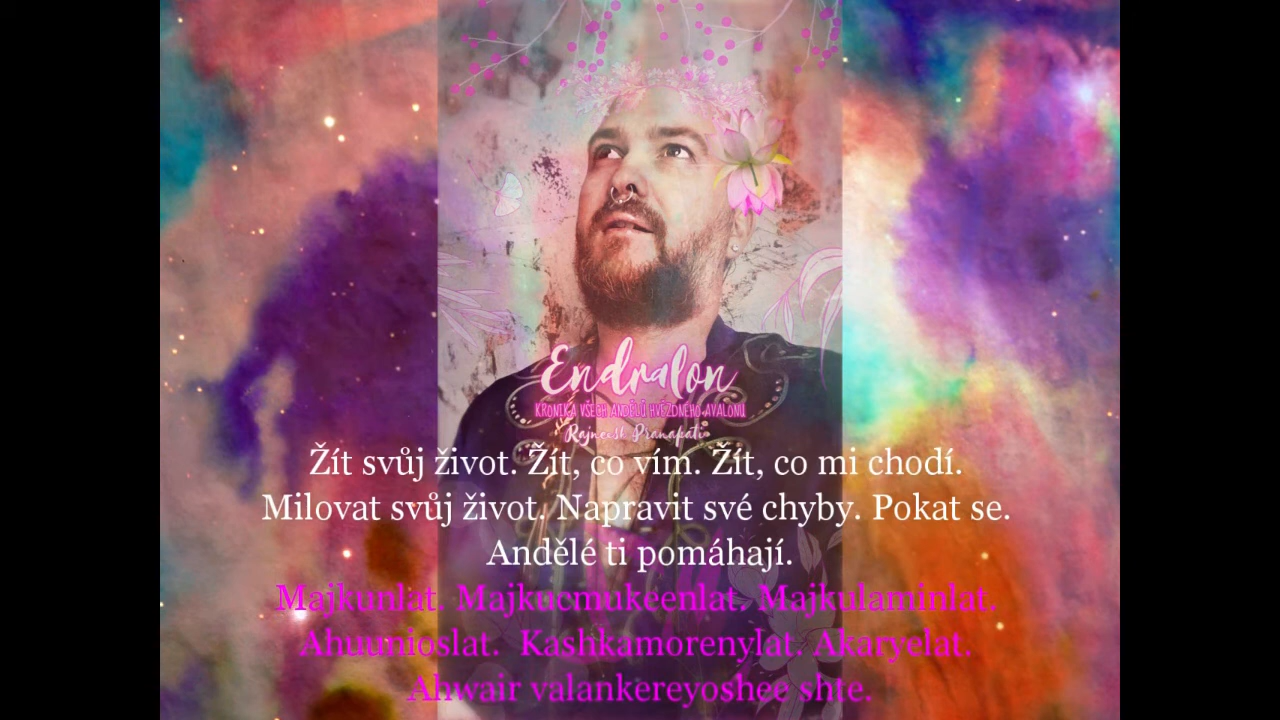 Endralon
KRONIKA VŠECH ANDĚLŮ HVĚZDNÉHO AVALONU
Rajneesh Pranapati
Žít svůj život. Žít, co vím. Žít, co mi chodí.
Milovat svůj život. Napravit své chyby. Pokat se.
Andělé ti pomáhají.
Majkunlat. Majkucmukeenlat. Majkulaminlat.
Ahuunioslat. Kashkamorenylat. Akaryelat.
Ahwair valankereyoshee shte.